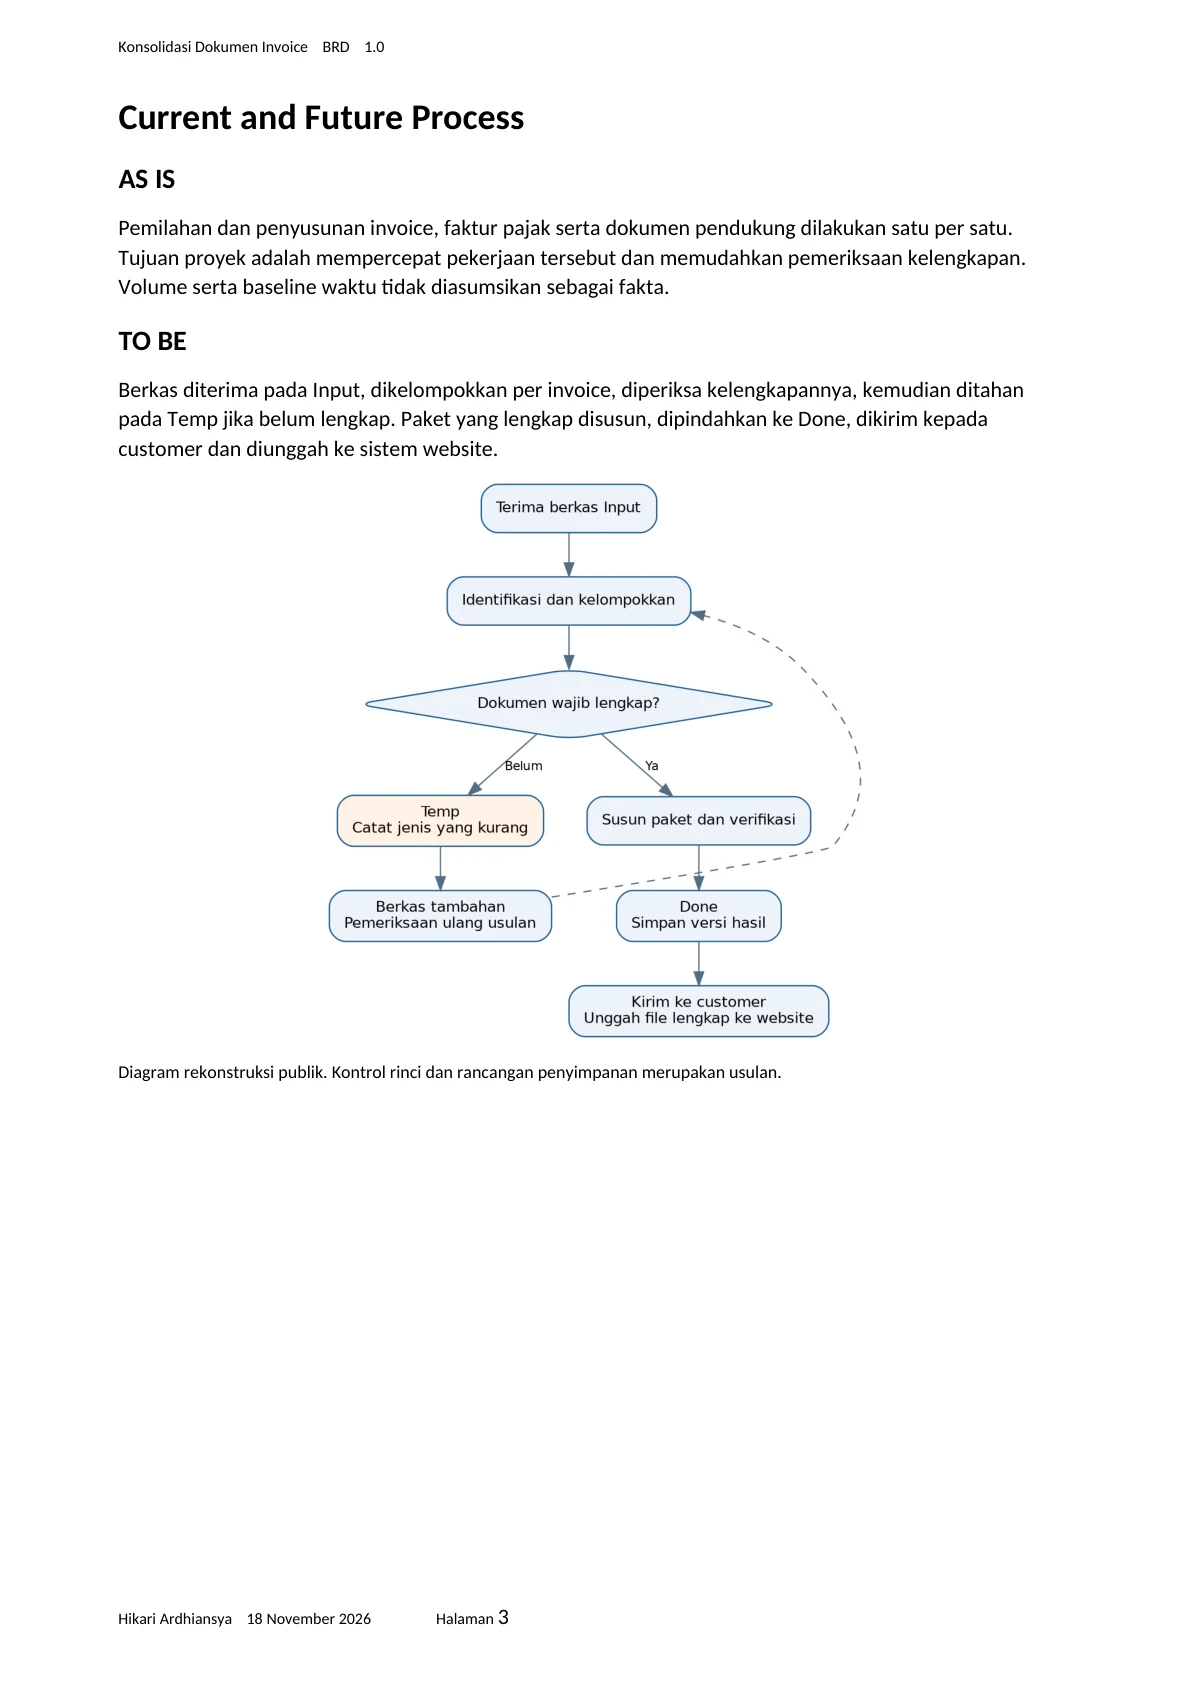 Konsolidasi Dokumen Invoice BRD 1.0
Current and Future Process
AS IS
Pemilahan dan penyusunan invoice, faktur pajak serta dokumen pendukung dilakukan satu per satu.
Tujuan proyek adalah mempercepat pekerjaan tersebut dan memudahkan pemeriksaan kelengkapan.
Volume serta baseline waktu tidak diasumsikan sebagai fakta.
TO BE
Berkas diterima pada Input, dikelompokkan per invoice, diperiksa kelengkapannya, kemudian ditahan
pada Temp jika belum lengkap. Paket yang lengkap disusun, dipindahkan ke Done, dikirim kepada
customer dan diunggah ke sistem website.
Terima berkas Input
Identifikasi dan kelompokkan
Dokumen wajib lengkap?
Belum
Ya
Temp
Catat jenis yang kurang
Susun paket dan verifikasi
Berkas tambahan
Pemeriksaan ulang usulan
Done
Simpan versi hasil
Kirim ke customer
Unggah file lengkap ke website
Diagram rekonstruksi publik. Kontrol rinci dan rancangan penyimpanan merupakan usulan.
Hikari Ardhiansya 18 November 2026 Halaman 3